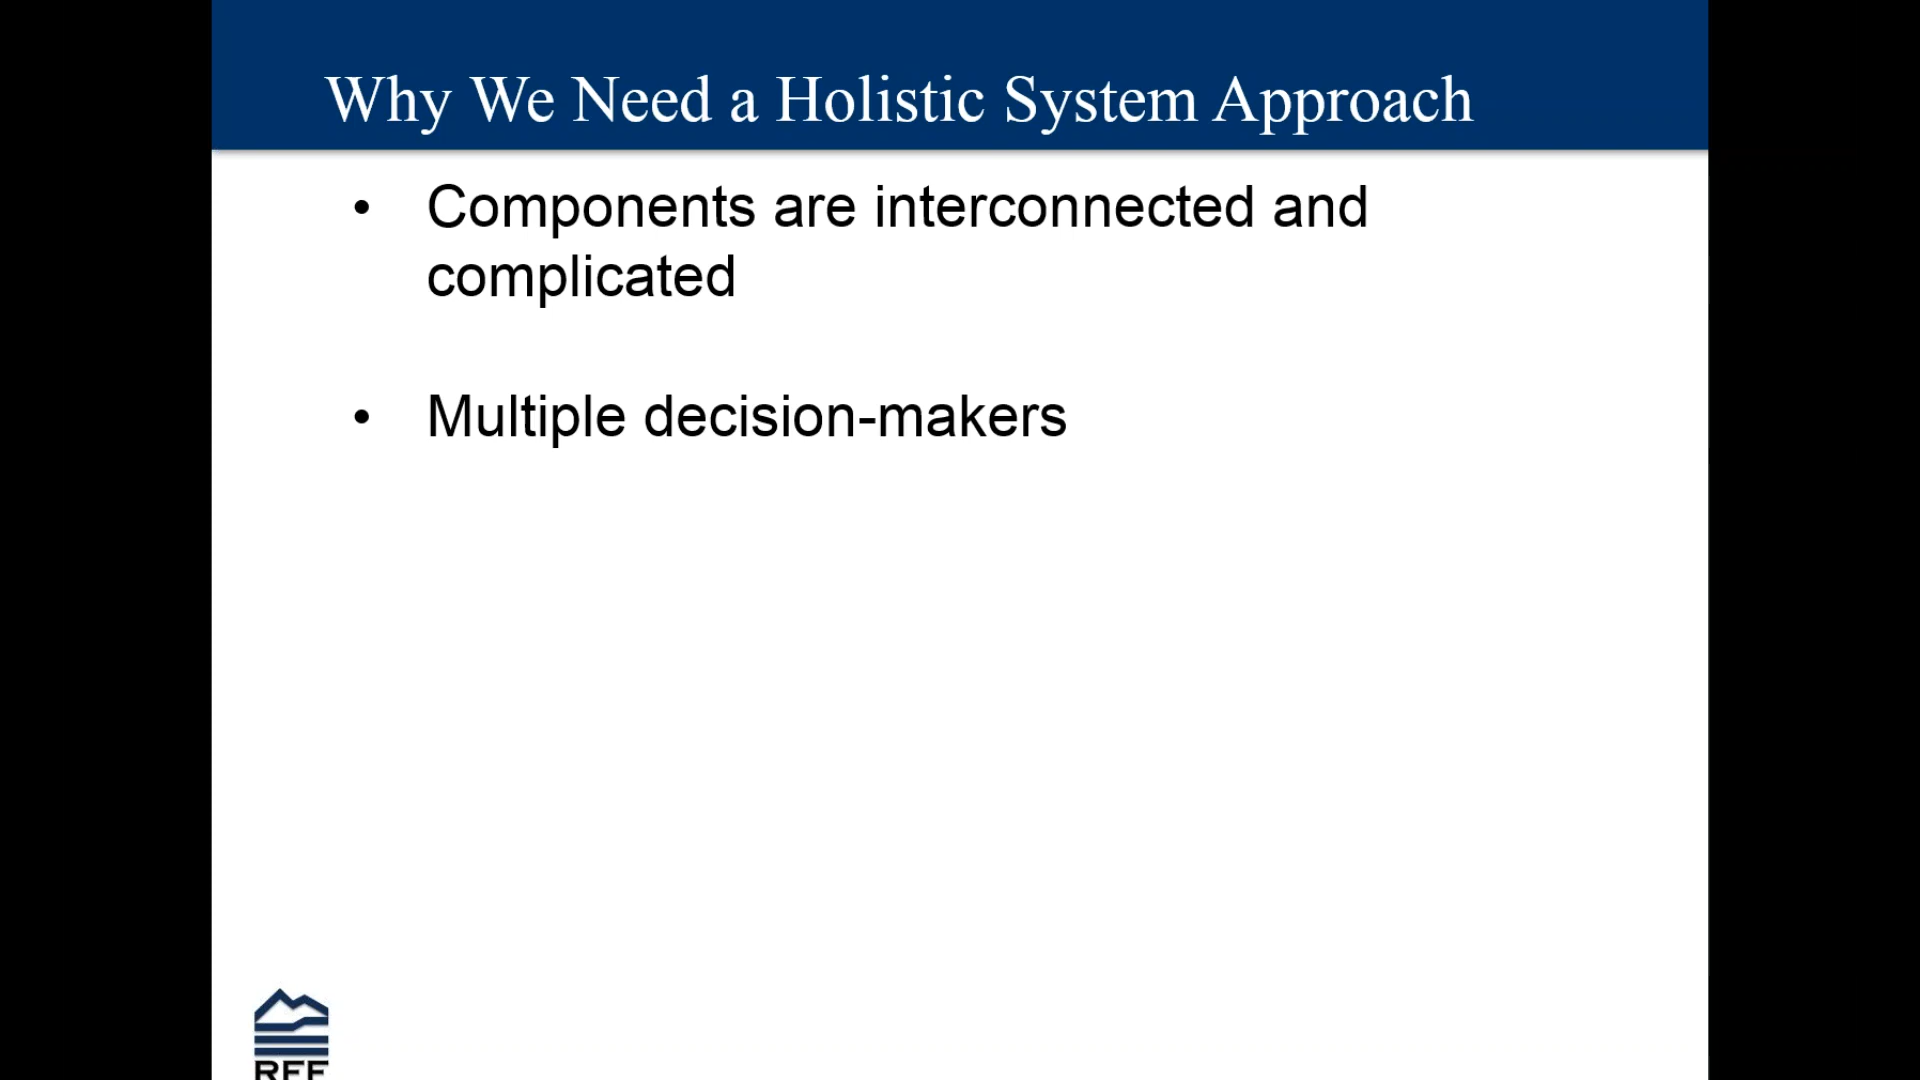 Why We Need a Holistic System Approach
• Components are interconnected and
complicated
• Multiple decision-makers
RFF